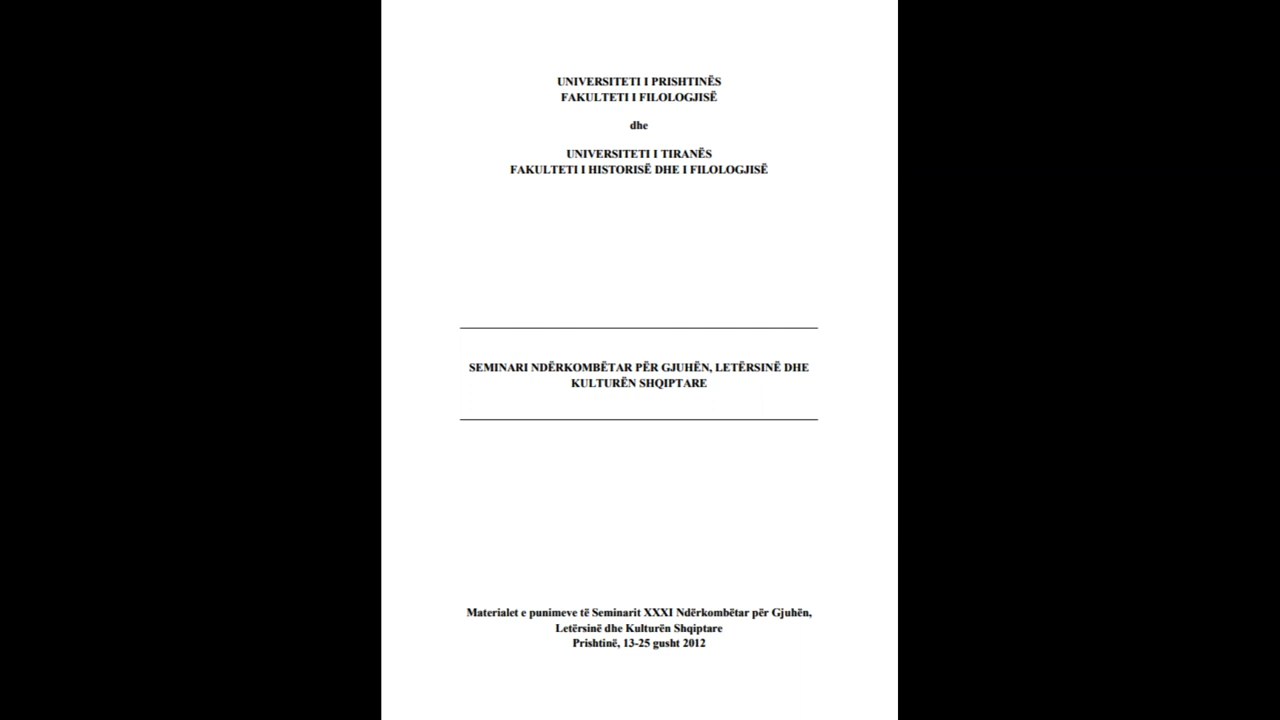 UNIVERSITETI I PRISHTINËS
FAKULTETI I FILOLOGJISË
dhe
UNIVERSITETI I TIRANËS
FAKULTETI I HISTORISË DHE I FILOLOGJISË
SEMINARI NDËRKOMBËTAR PËR GJUHËN, LETËRSINË DHE
KULTURËN SHQIPTARE
Materialet e punimeve të Seminarit XXXI Ndërkombëtar për Gjuhën,
Letërsinë dhe Kulturën Shqiptare
Prishtinë, 13-25 gusht 2012